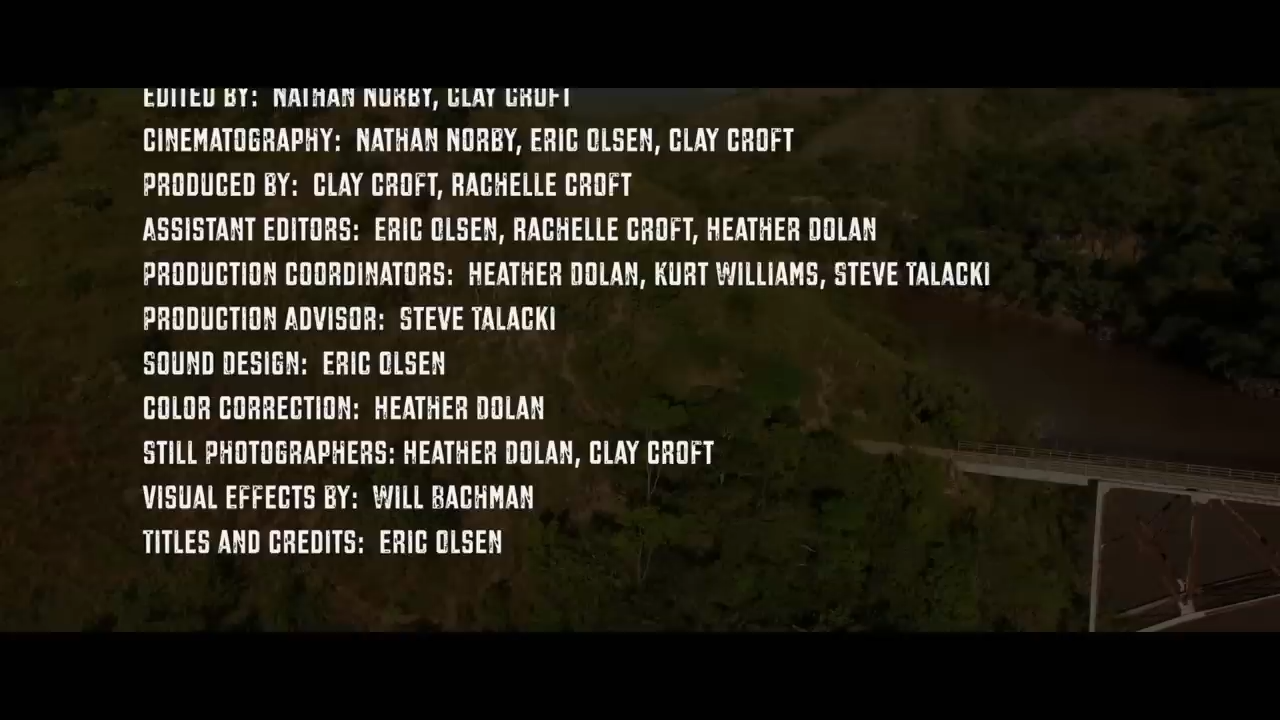 EDITED BY: NATHAN NORBY, CLAY CROFT
CINEMATOGRAPHY: NATHAN NORBY, ERIC OLSEN, CLAY CROFT
PRODUCED BY: CLAY CROFT, RACHELLE CROFT
ASSISTANT EDITORS: ERIC OLSEN, RACHELLE CROFT, HEATHER DOLAN
PRODUCTION COORDINATORS: HEATHER DOLAN, KURT WILLIAMS, STEVE TALACKI
PRODUCTION ADVISOR: STEVE TALACKI
SOUND DESIGN: ERIC OLSEN
COLOR CORRECTION: HEATHER DOLAN
STILL PHOTOGRAPHERS: HEATHER DOLAN, CLAY CROFT
VISUAL EFFECTS BY: WILL BACHMAN
TITLES AND CREDITS: ERIC OLSEN